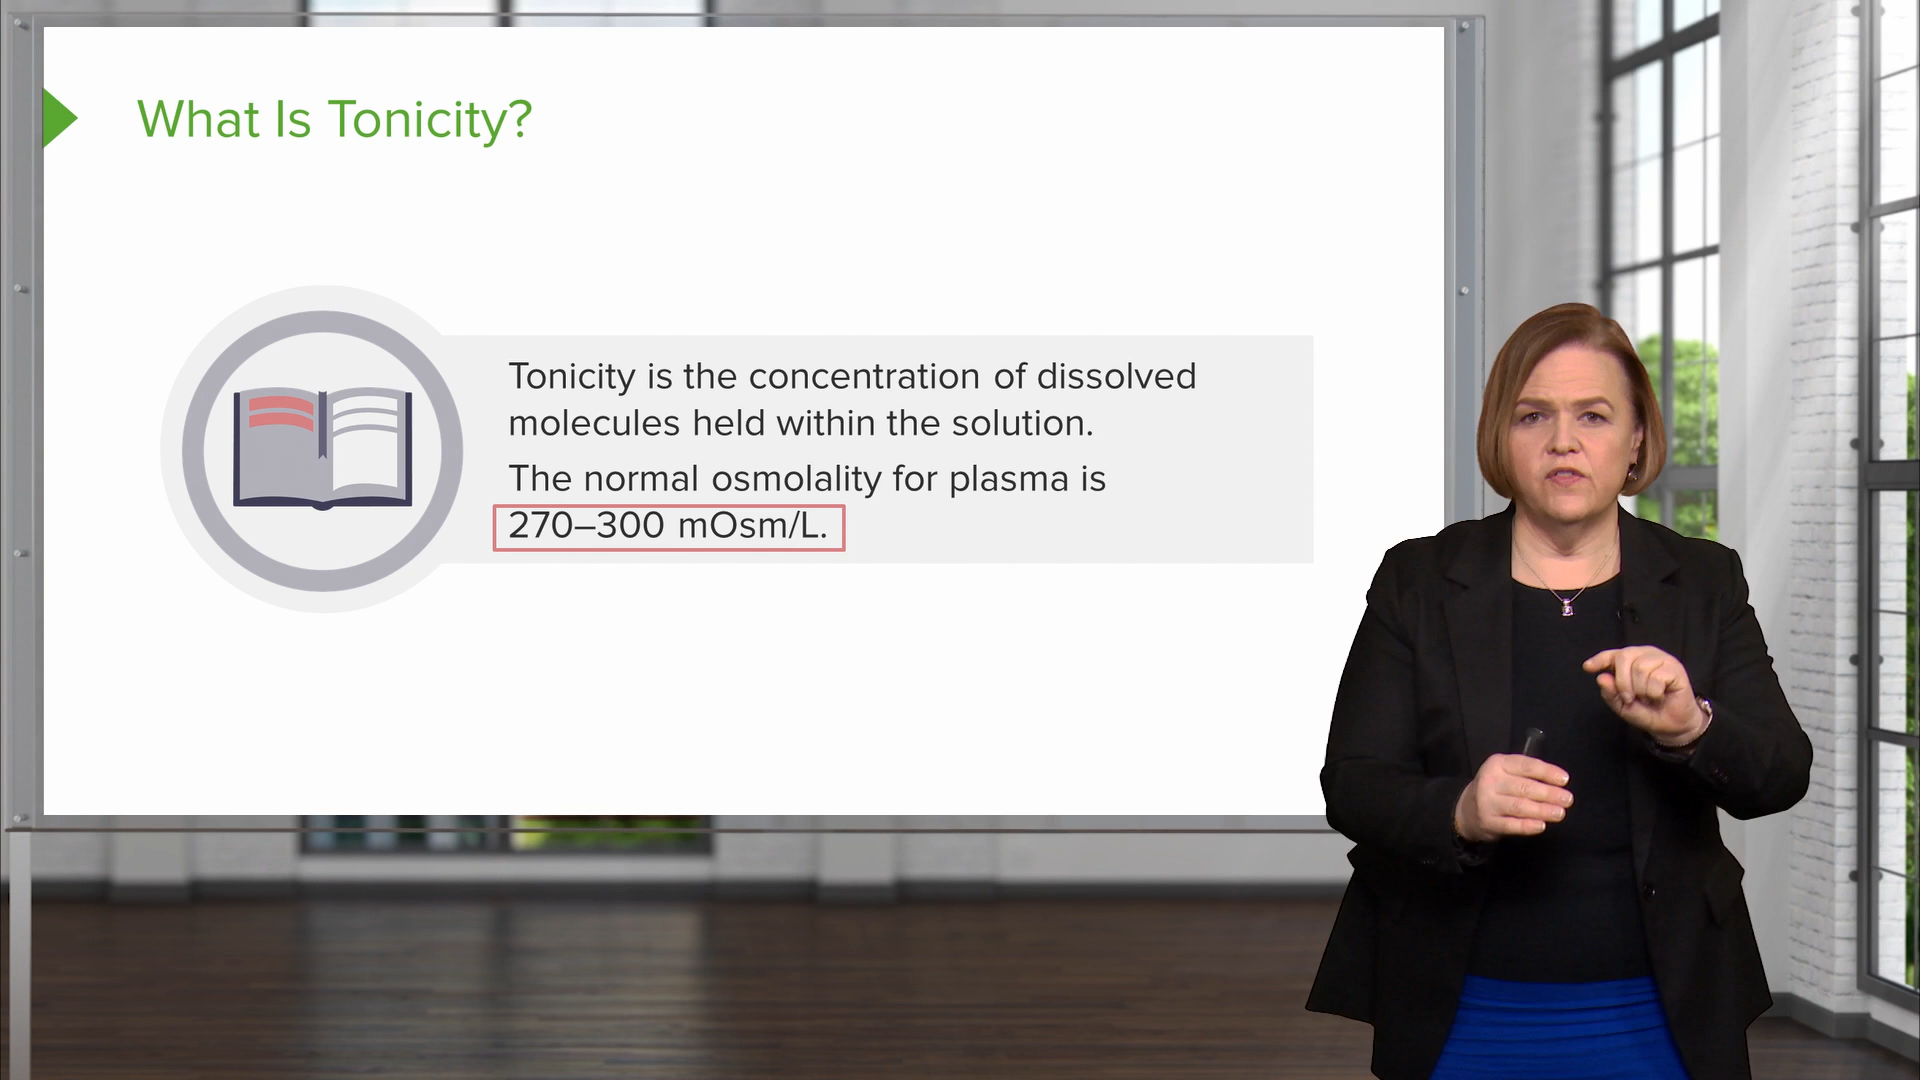 What Is Tonicity?
Tonicity is the concentration of dissolved
molecules held within the solution.
The normal osmolality for plasma is
270–300 mOsm/L.